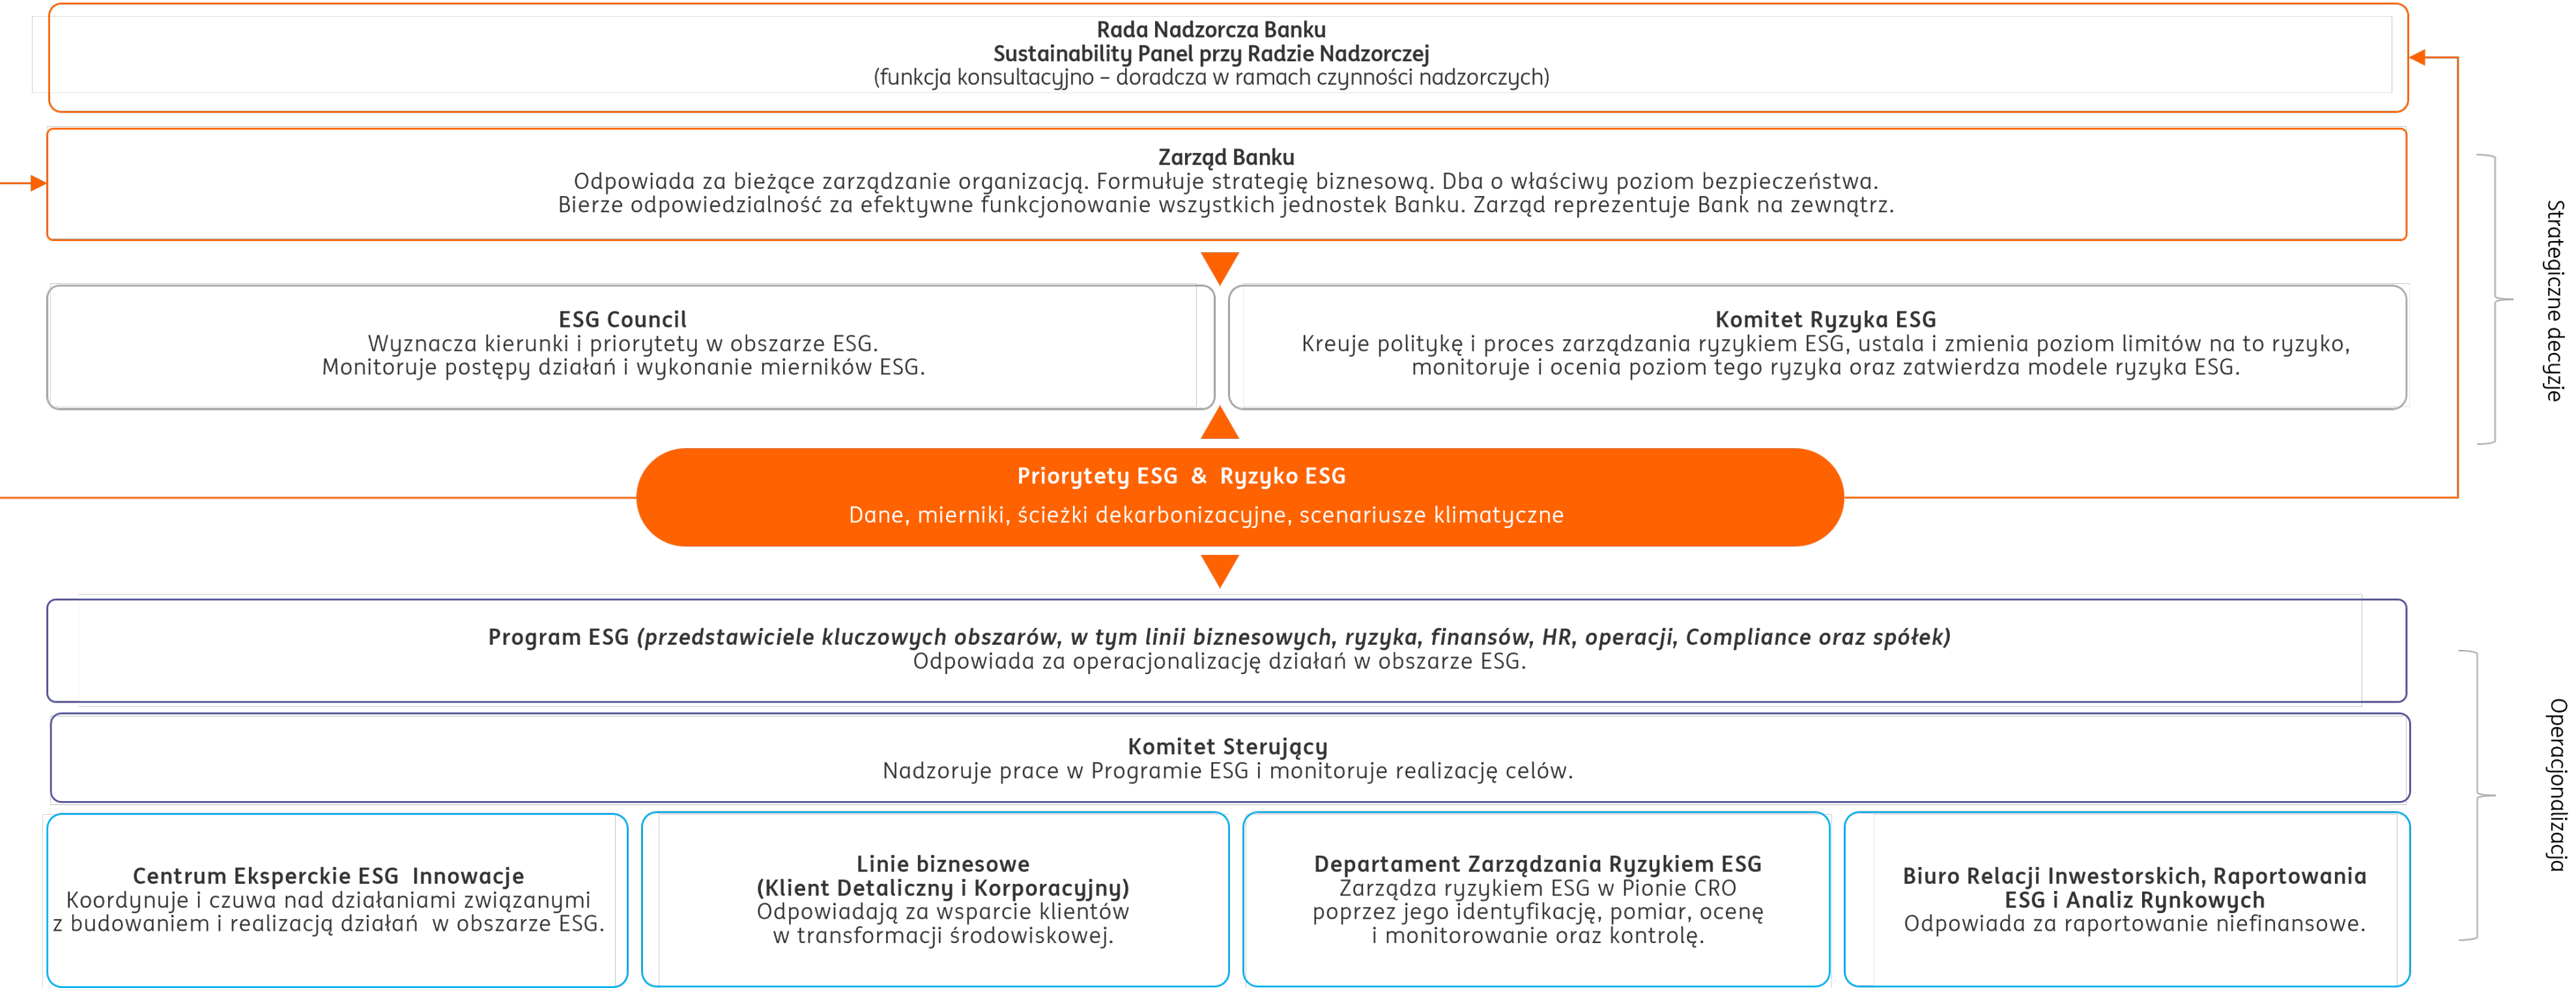 Rada Nadzorcza Banku
Sustainability Panel przy Radzie Nadzorczej
(funkcja konsultacyjno – doradcza w ramach czynności nadzorczych)
Zarząd Banku
Odpowiada za bieżące zarządzanie organizacją. Formułuje strategię biznesową. Dba o właściwy poziom bezpieczeństwa.
Bierze odpowiedzialność za efektywne funkcjonowanie wszystkich jednostek Banku. Zarząd reprezentuje Bank na zewnątrz.
ESG Council
Wyznacza kierunki i priorytety w obszarze ESG.
Monitoruje postępy działań i wykonanie mierników ESG.
Komitet Ryzyka ESG
Kreuje politykę i proces zarządzania ryzykiem ESG, ustala i zmienia poziom limitów na to ryzyko,
monitoruje i ocenia poziom tego ryzyka oraz zatwierdza modele ryzyka ESG.
Strategiczne decyzje
Priorytety ESG & Ryzyko ESG
Dane, mierniki, ścieżki dekarbonizacyjne, scenariusze klimatyczne
Program ESG (przedstawiciele kluczowych obszarów, w tym linii biznesowych, ryzyka, finansów, HR, operacji, Compliance oraz spółek)
Odpowiada za operacjonalizację działań w obszarze ESG.
Komitet Sterujący
Nadzoruje prace w Programie ESG i monitoruje realizację celów.
Centrum Eksperckie ESG Innowacje
Koordynuje i czuwa nad działaniami związanymi
z budowaniem i realizacją działań w obszarze ESG.
Linie biznesowe
(Klient Detaliczny i Korporacyjny)
Odpowiadają za wsparcie klientów
w transformacji środowiskowej.
Departament Zarządzania Ryzykiem ESG
Zarządza ryzykiem ESG w Pionie CRO
poprzez jego identyfikację, pomiar, ocenę
i monitorowanie oraz kontrolę.
Biuro Relacji Inwestorskich, Raportowania
ESG i Analiz Rynkowych
Odpowiada za raportowanie niefinansowe.
Operacjonalizacja